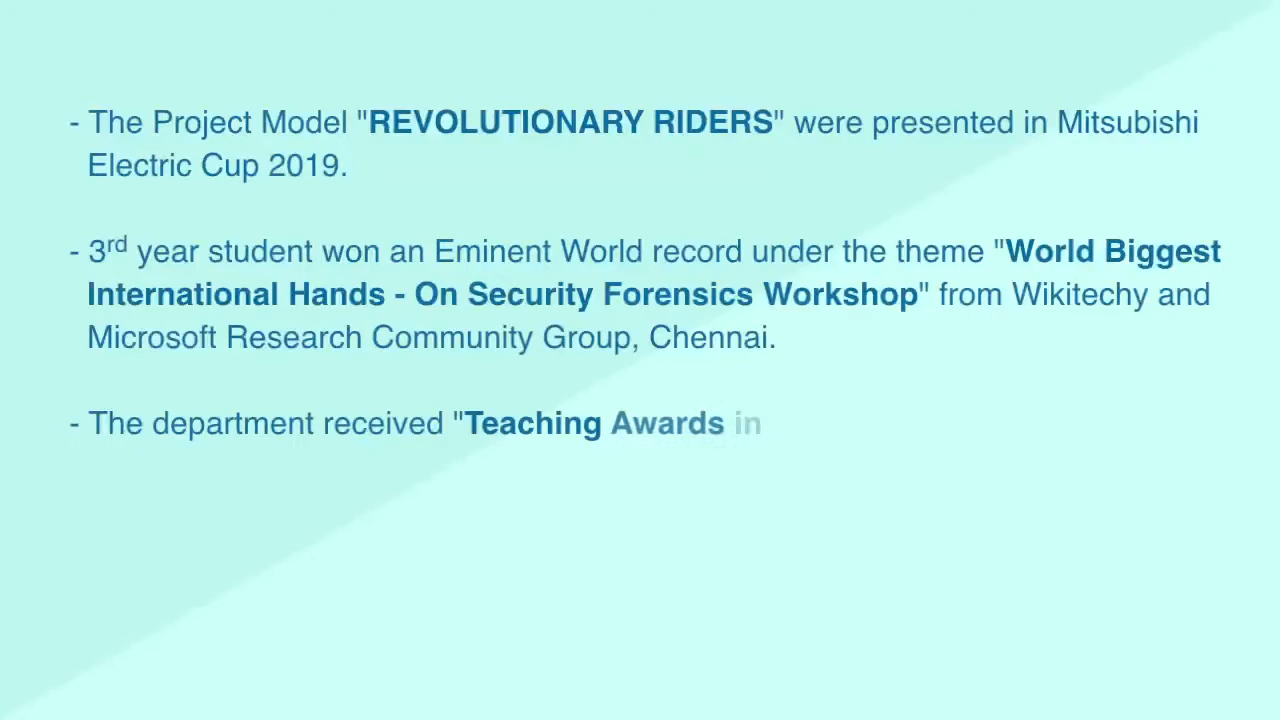 - The Project Model "REVOLUTIONARY RIDERS" were presented in Mitsubishi
Electric Cup 2019.
- 3rd year student won an Eminent World record under the theme "World Biggest
International Hands - On Security Forensics Workshop" from Wikitechy and
Microsoft Research Community Group, Chennai.
- The department received "Teaching Awards in